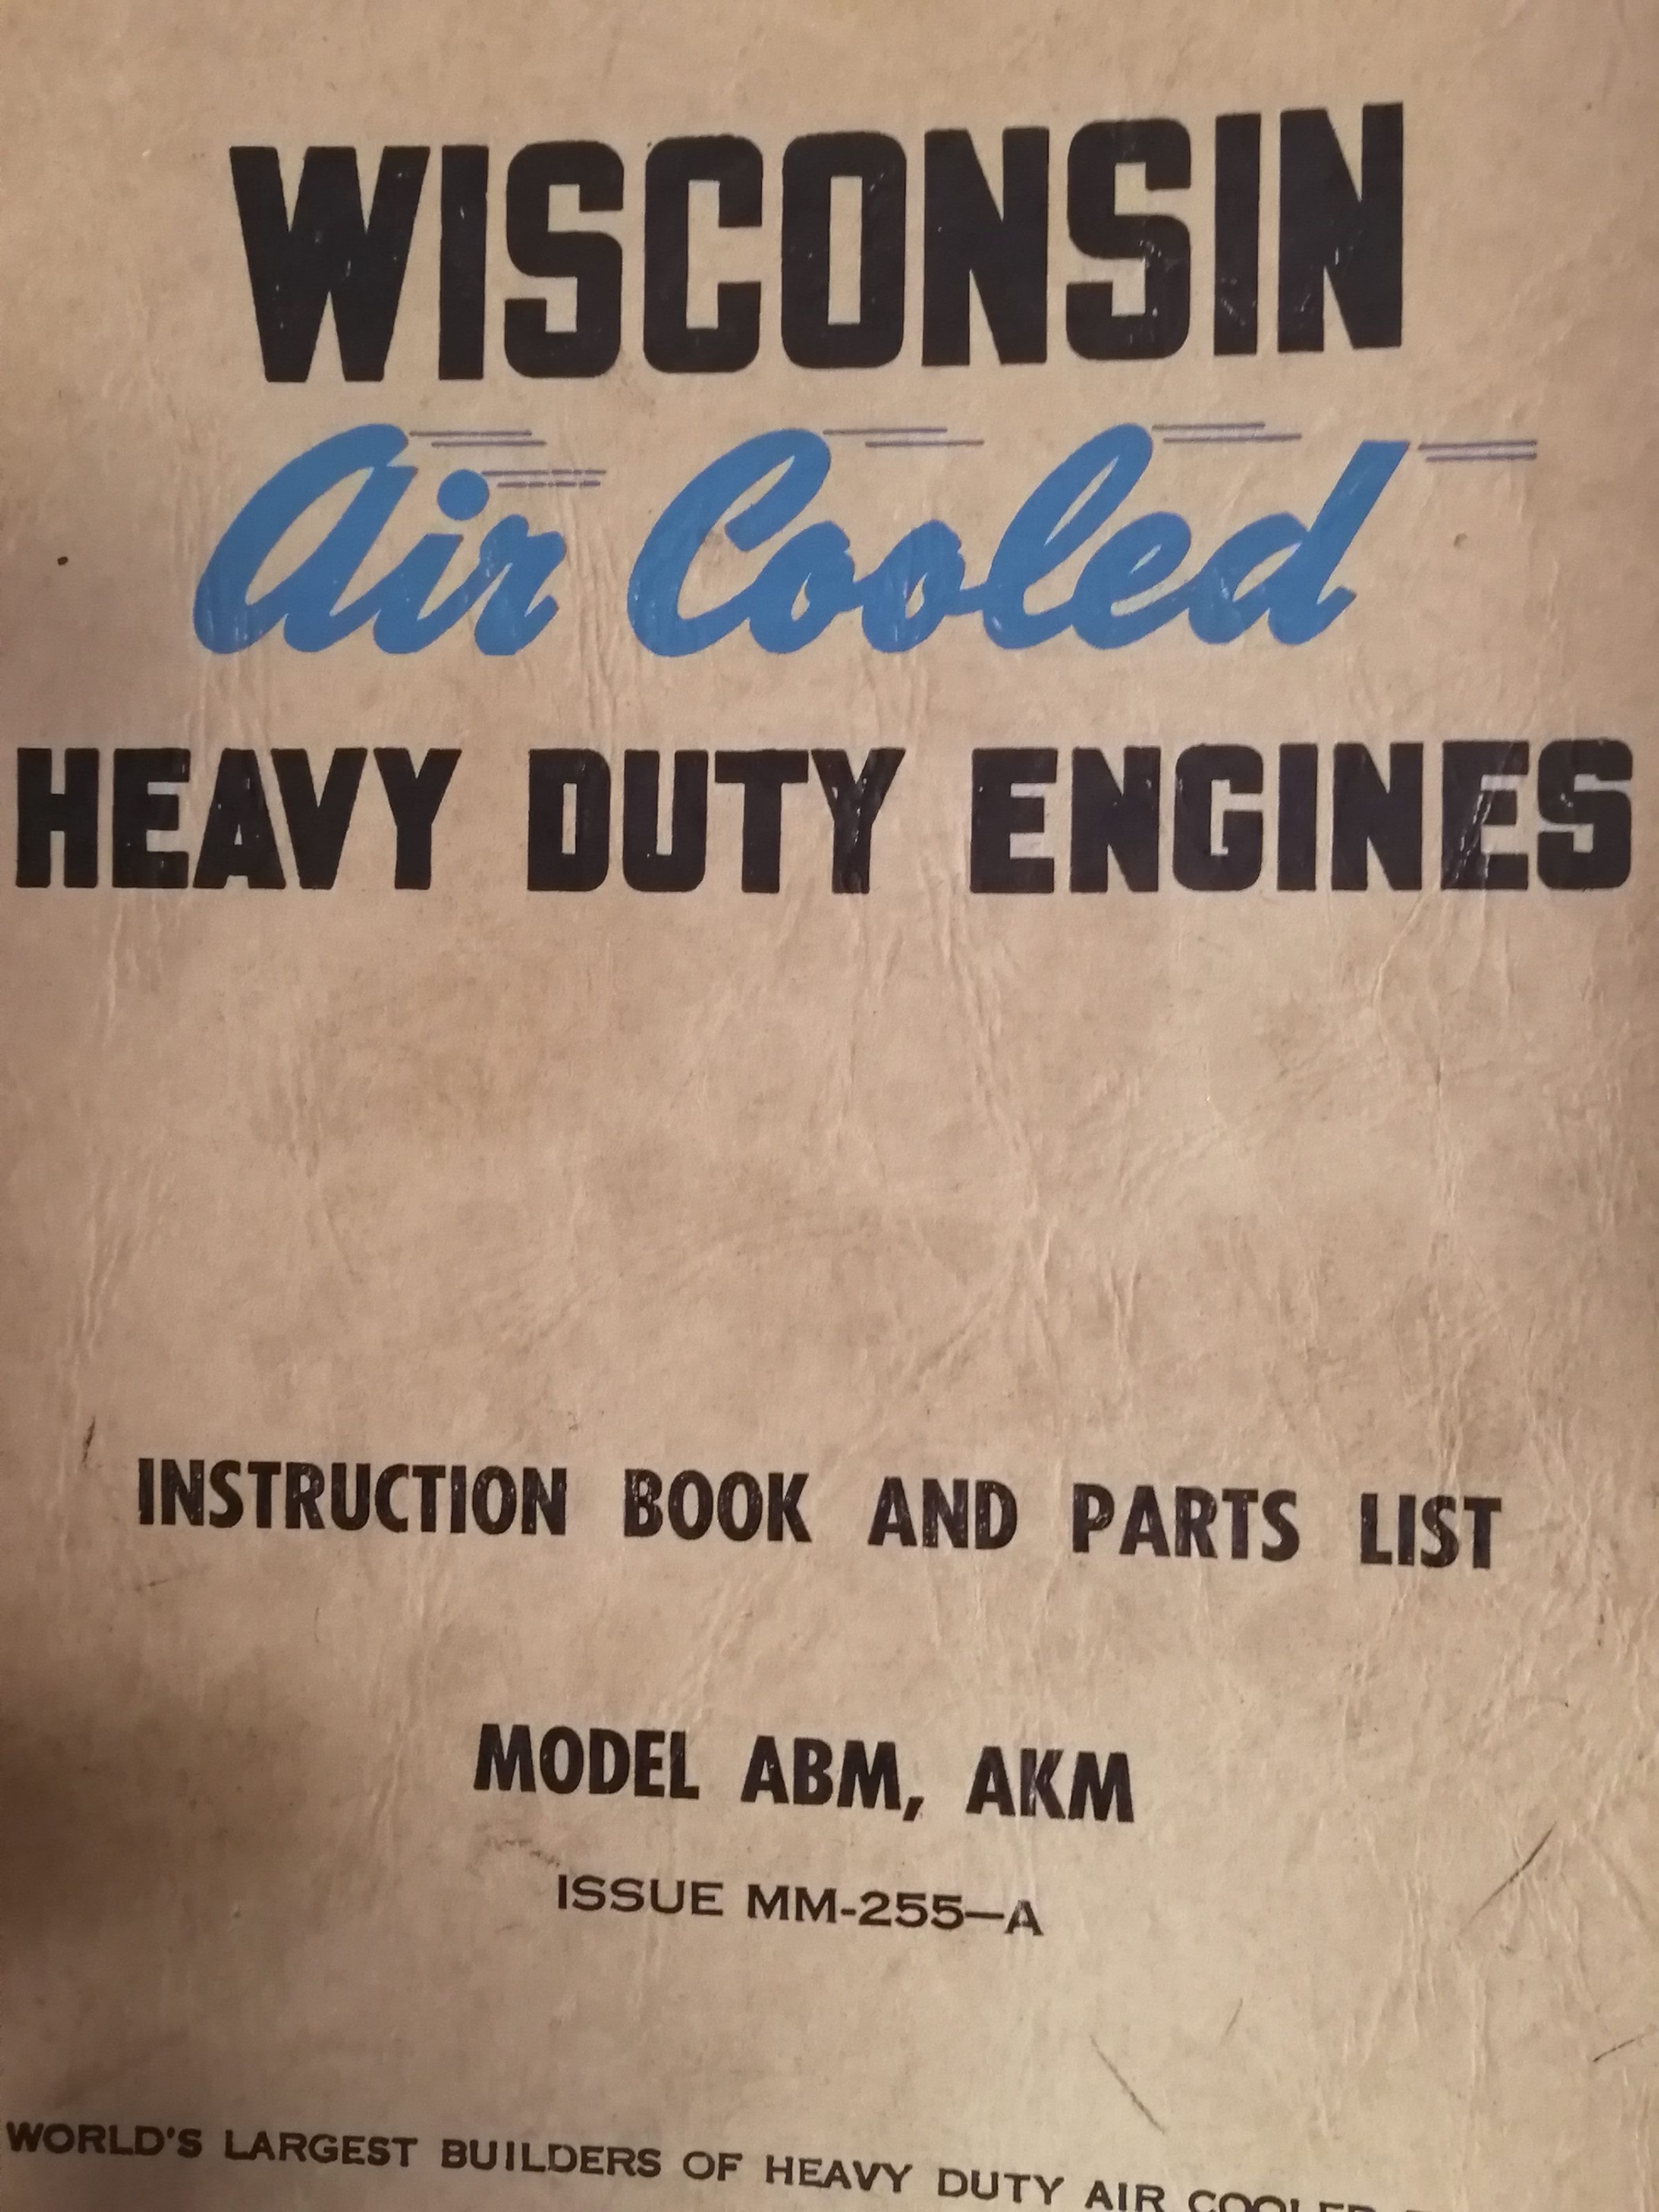 WISCONSIN
Air Cooled
HEAVY DUTY ENGINES
INSTRUCTION BOOK AND PARTS LIST
MODEL ABM, AKM
ISSUE MM-255—A
WORLD'S LARGEST BUILDERS OF HEAVY DUTY AIR COOLED